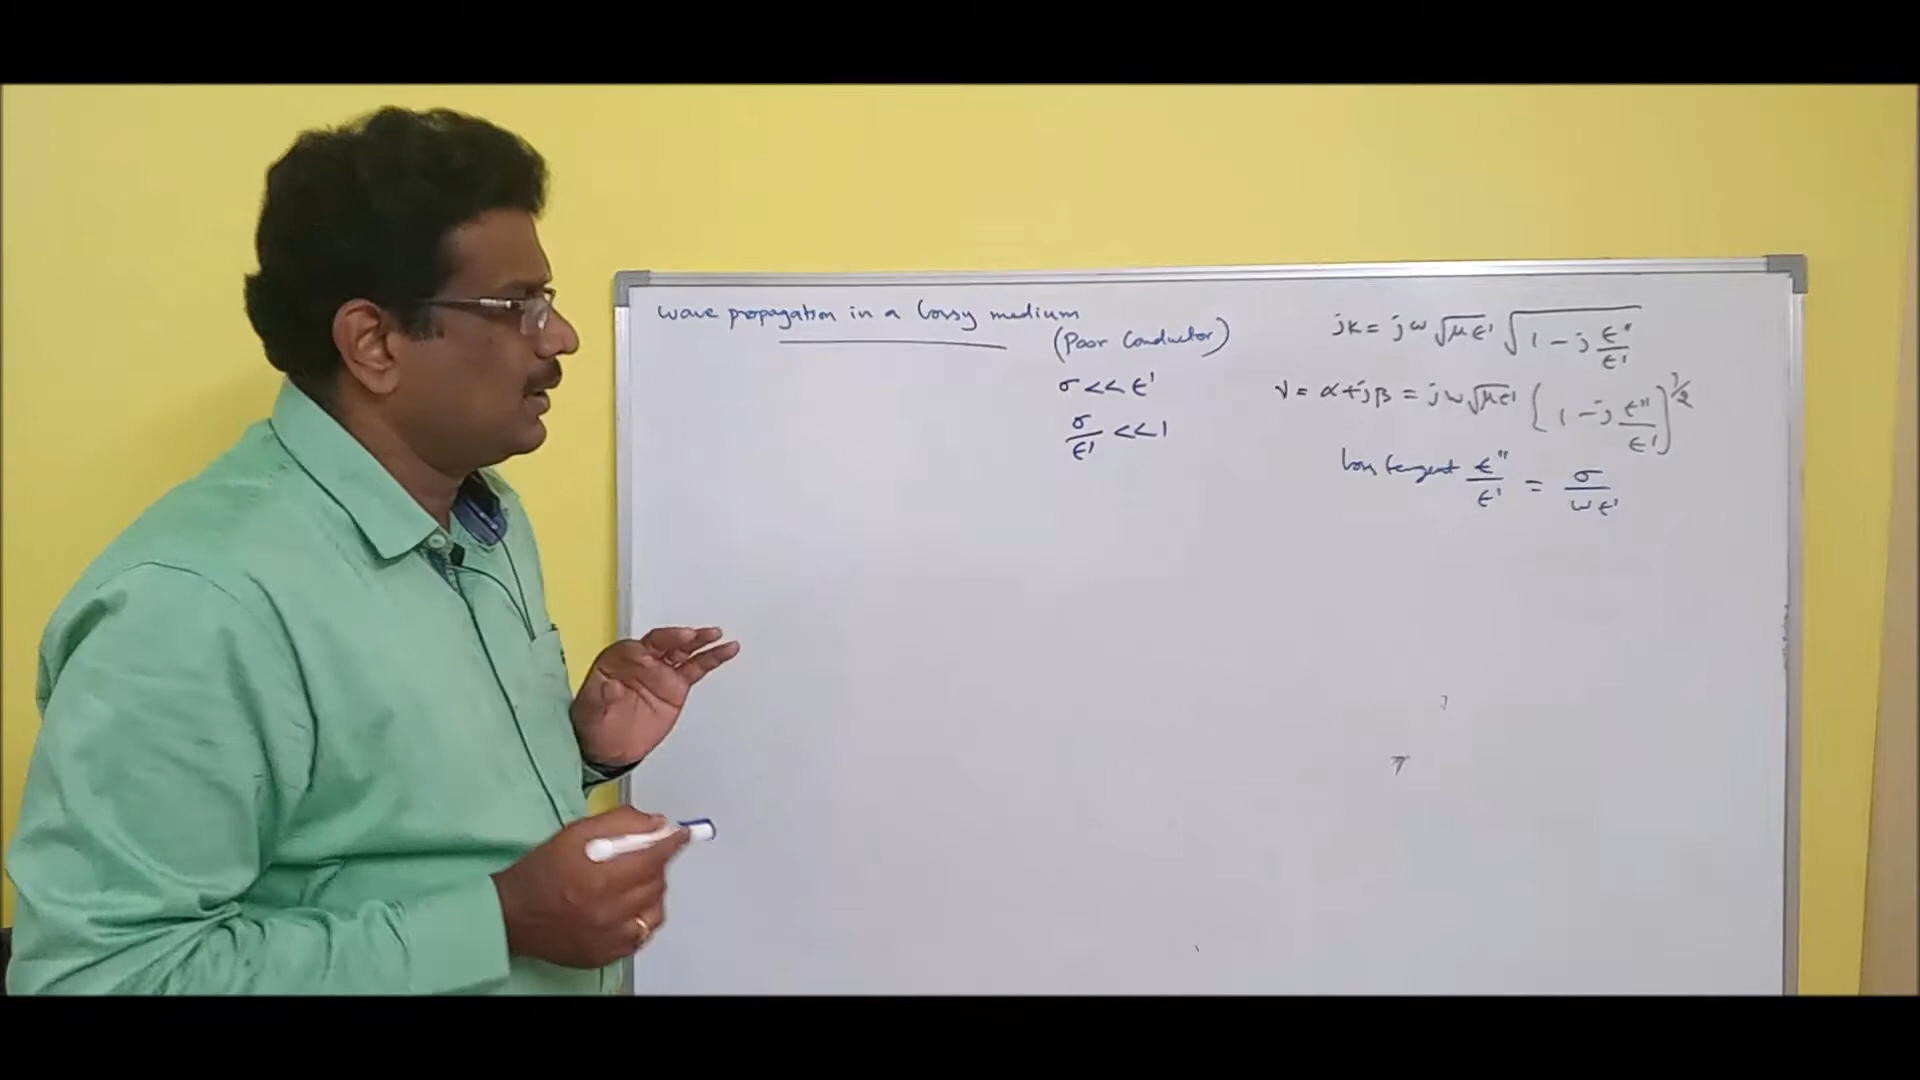 wave propagation in a lossy medium
(Poor Conductor)
σ << ϵ'
σ/ϵ' << 1
jk = jω √μϵ' √(1 - j ϵ''/ϵ')
γ = α + jβ = jω√μϵ' [1 - j ϵ''/ϵ']^1/2
loss tangent ϵ''/ϵ' = σ/ωϵ'